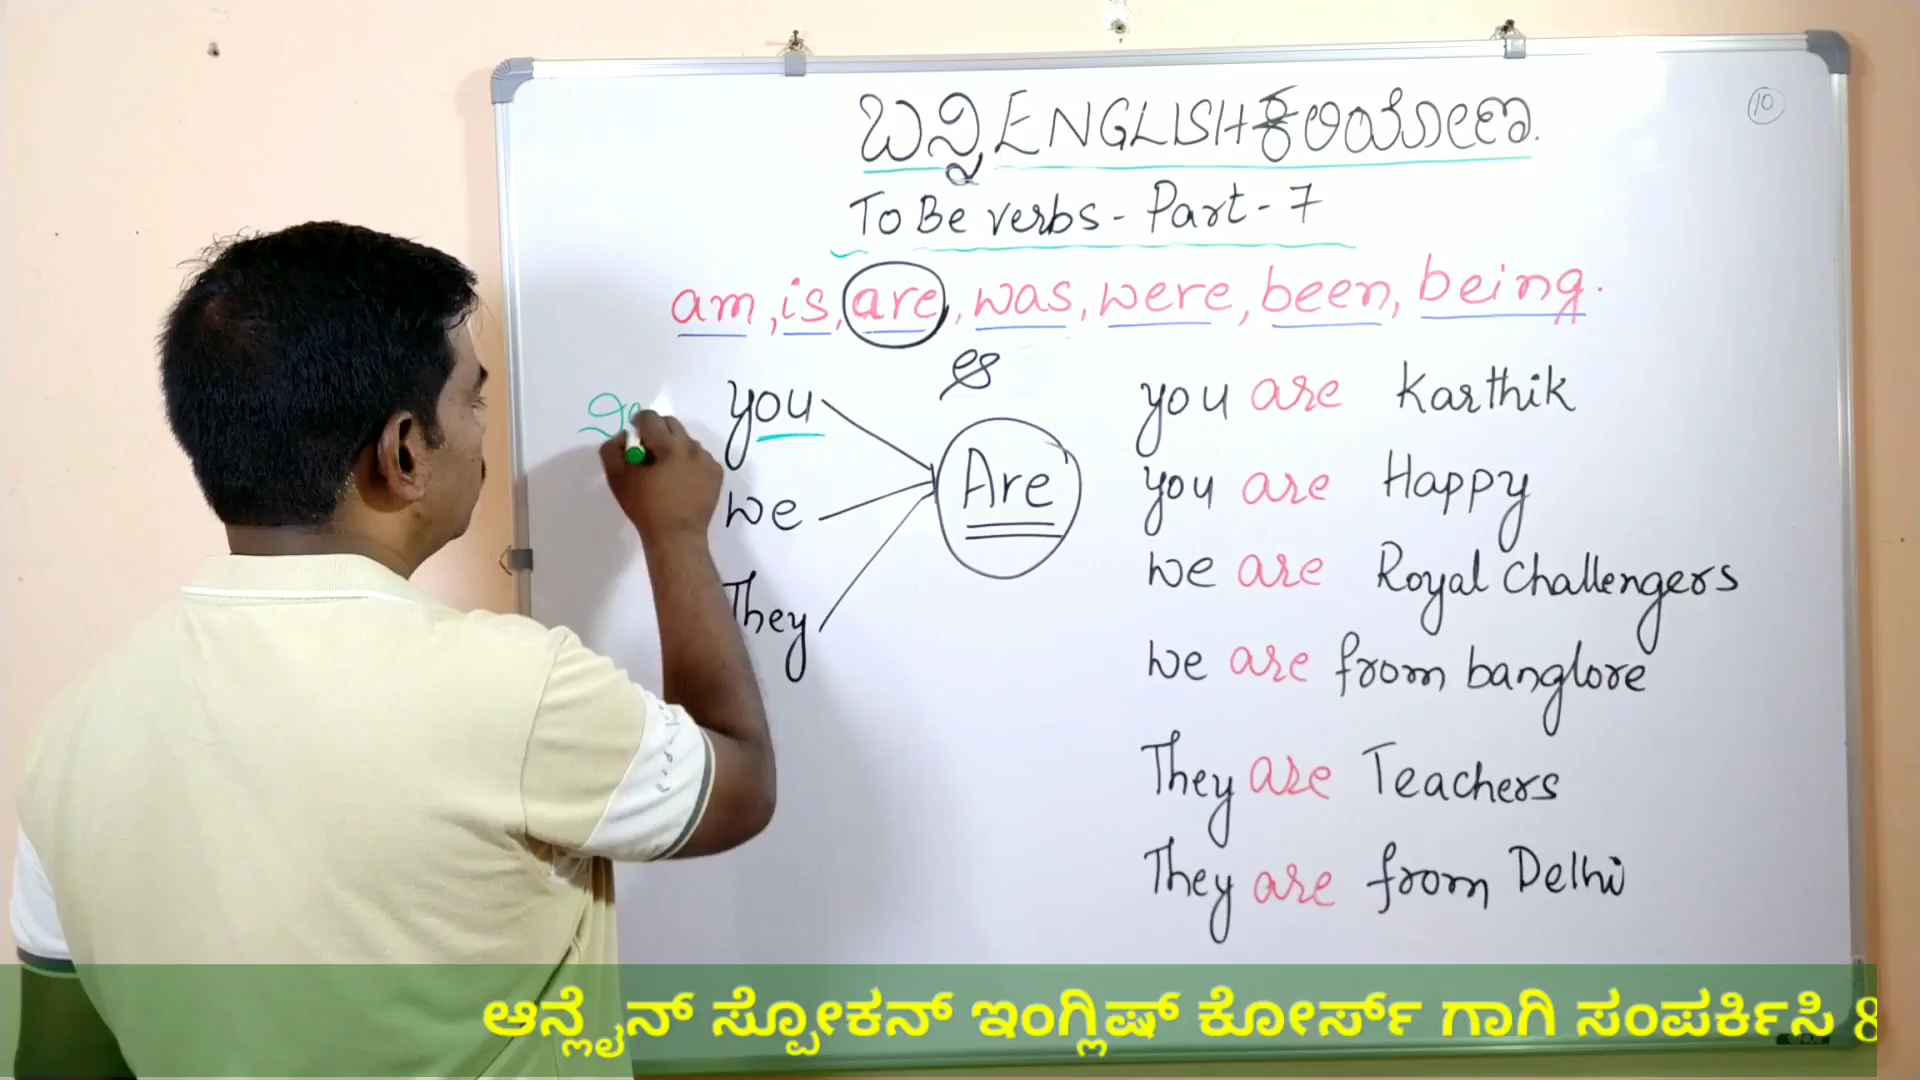 ಬನ್ನಿ ENGLISH ಕಲಿಯೋಣ.
10
To Be verbs - Part - 7
am, is, are, was, were, been, being.
you
we
They
Are
you are Karthik
you are Happy
we are Royal challengers
we are from banglore
They are Teachers
They are from Delhi
ಆನ್ಲೈನ್ ಸ್ಪೋಕನ್ ಇಂಗ್ಲಿಷ್ ಕೋರ್ಸ್ ಗಾಗಿ ಸಂಪರ್ಕಿಸಿ 8